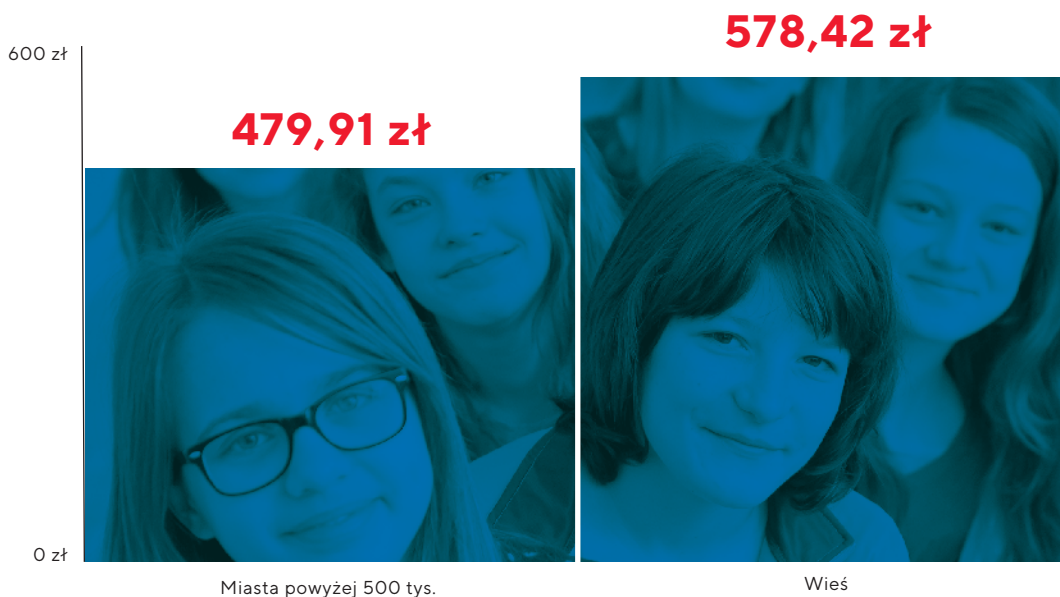 578,42 zł
600 zł
479,91 zł
0 zł
Miasta powyżej 500 tys.
Wieś